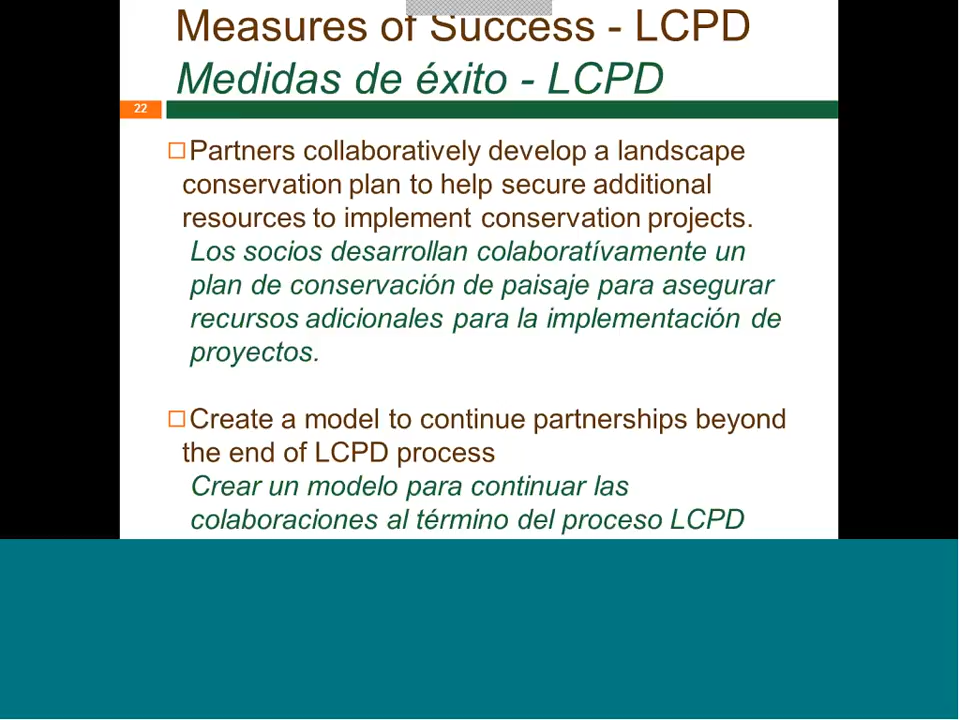 Measures of Success - LCPD
Medidas de éxito - LCPD
22
Partners collaboratively develop a landscape
conservation plan to help secure additional
resources to implement conservation projects.
Los socios desarrollan colaboratívamente un
plan de conservación de paisaje para asegurar
recursos adicionales para la implementación de
proyectos.
Create a model to continue partnerships beyond
the end of LCPD process
Crear un modelo para continuar las
colaboraciones al término del proceso LCPD